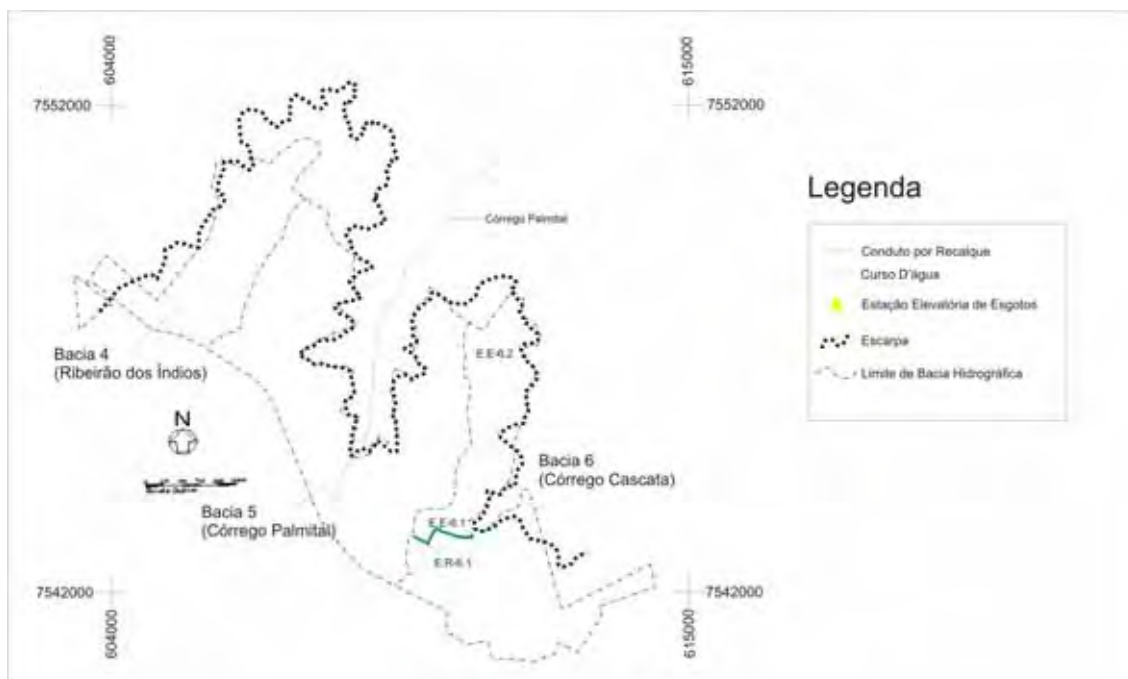 604000
615000
7552000
7552000
Legenda
Córrego Palmital
Conduto por Recalque
Curso D'água
Estação Elevatória de Esgotos
Escarpa
Limite de Bacia Hidrográfica
E.E-6.2
Bacia 4
(Ribeirão dos Índios)
N
Bacia 6
(Córrego Cascata)
Bacia 5
(Córrego Palmital)
E.E-6.1
E.R-6.1
7542000
7542000
604000
615000